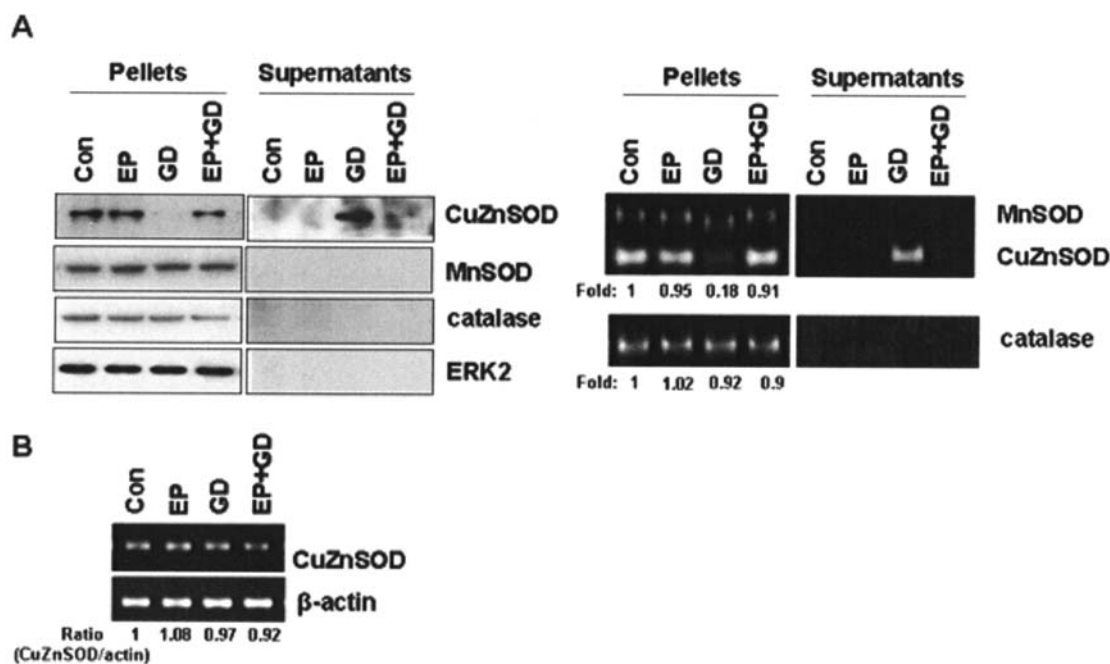 A
Pellets Supernatants
Con EP GD EP+GD Con EP GD EP+GD
CuZnSOD
MnSOD
catalase
ERK2
Pellets Supernatants
Con EP GD EP+GD Con EP GD EP+GD
MnSOD
CuZnSOD
Fold: 1 0.95 0.18 0.91
catalase
Fold: 1 1.02 0.92 0.9
B
Con EP GD EP+GD
CuZnSOD
β-actin
Ratio 1 1.08 0.97 0.92
(CuZnSOD/actin)